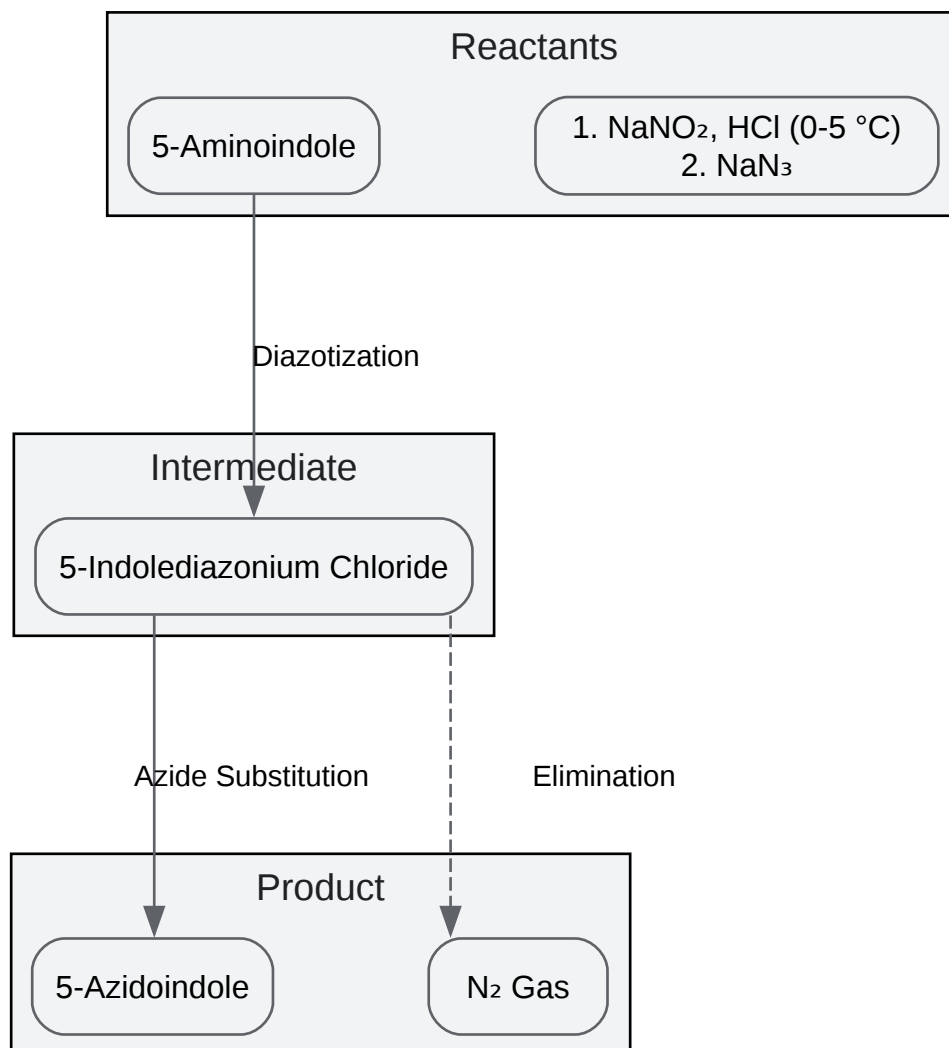 Reactants
5-Aminoindole
1. NaNO₂, HCl (0-5 °C)
2. NaN₃
Diazotization
Intermediate
5-Indolediazonium Chloride
Azide Substitution
Elimination
Product
5-Azidoindole
N₂ Gas